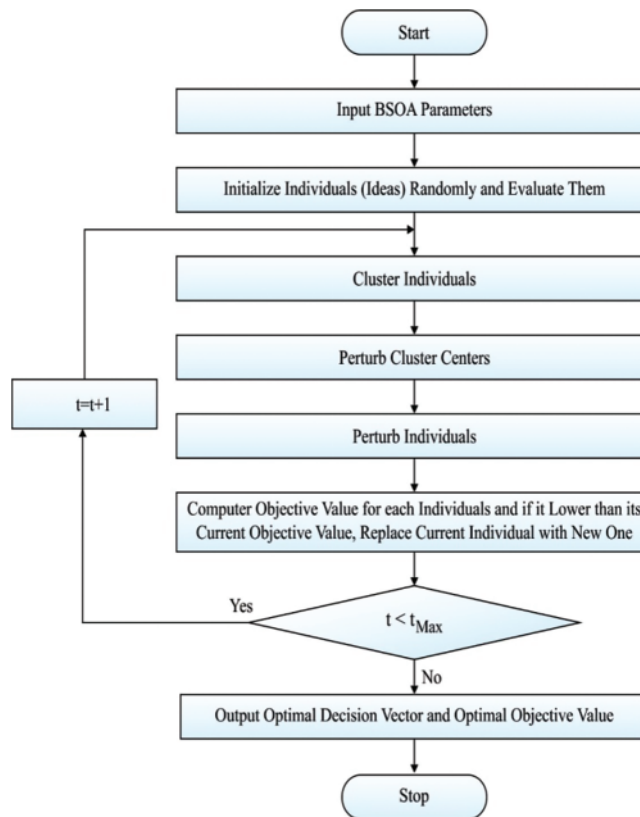 Start
Input BSOA Parameters
Initialize Individuals (Ideas) Randomly and Evaluate Them
Cluster Individuals
Perturb Cluster Centers
t=t+1
Perturb Individuals
Computer Objective Value for each Individuals and if it Lower than its
Current Objective Value, Replace Current Individual with New One
Yes
t < tMax
No
Output Optimal Decision Vector and Optimal Objective Value
Stop